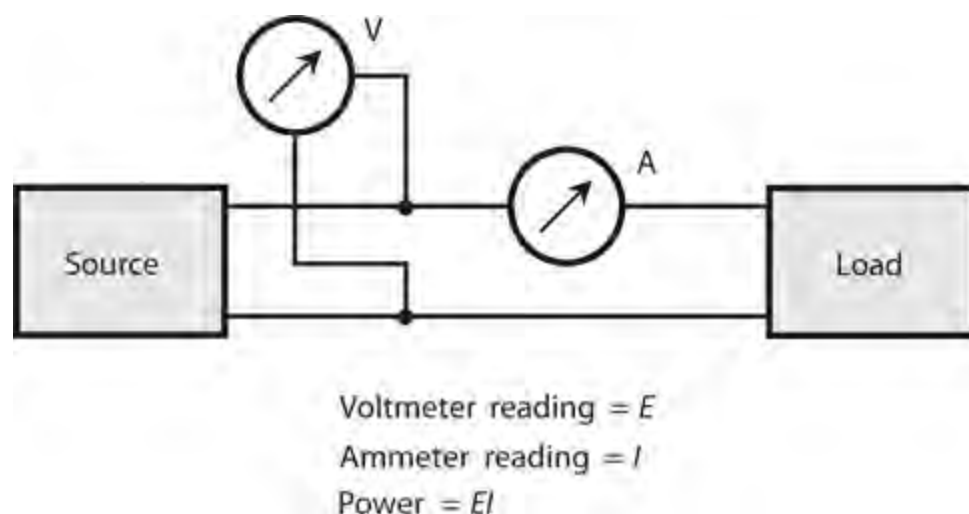 V
A
Source
Load
Voltmeter reading = E
Ammeter reading = I
Power = EI